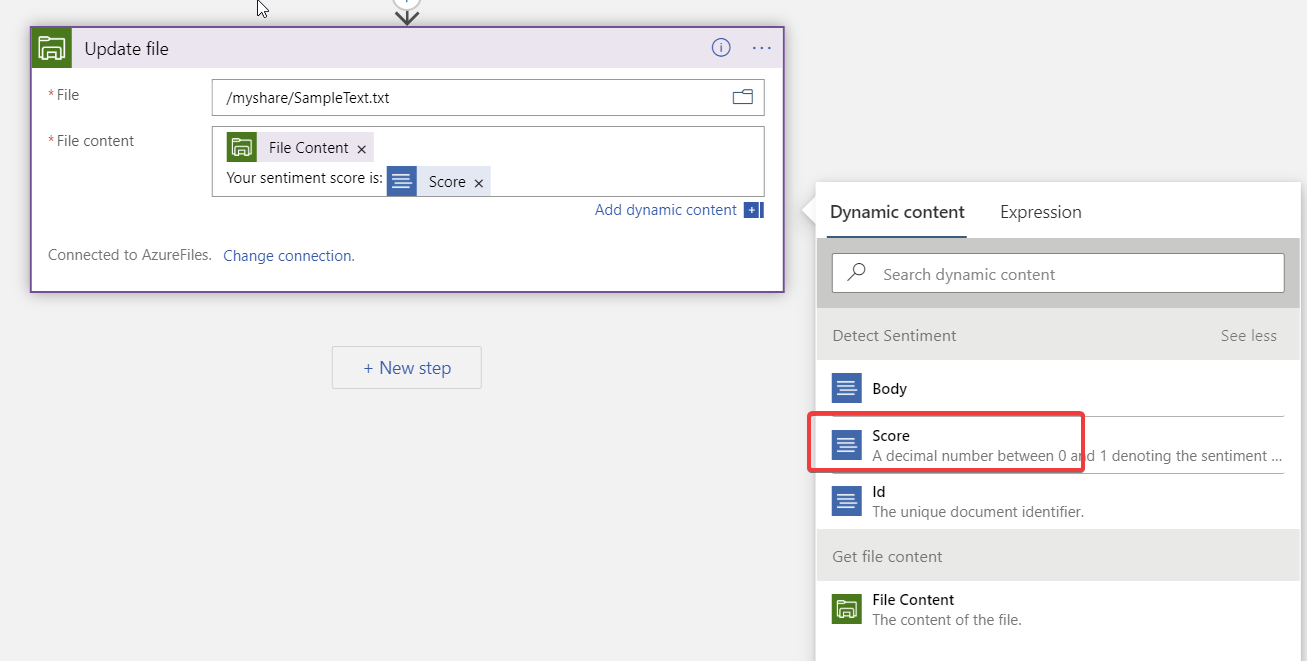 Update file
* File
/myshare/SampleText.txt
* File content
File Content ×
Your sentiment score is: Score ×
Add dynamic content
Connected to AzureFiles. Change connection.
+ New step
Dynamic content Expression
Search dynamic content
Detect Sentiment See less
Body
Score
A decimal number between 0 and 1 denoting the sentiment ...
Id
The unique document identifier.
Get file content
File Content
The content of the file.